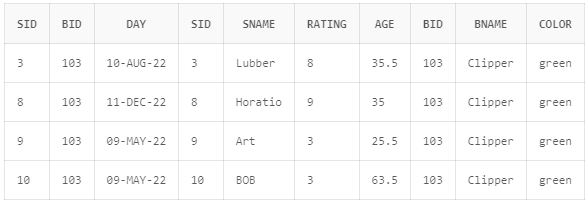 SID BID DAY SID SNAME RATING AGE BID BNAME COLOR
3 103 10-AUG-22 3 Lubber 8 35.5 103 Clipper green
8 103 11-DEC-22 8 Horatio 9 35 103 Clipper green
9 103 09-MAY-22 9 Art 3 25.5 103 Clipper green
10 103 09-MAY-22 10 BOB 3 63.5 103 Clipper green